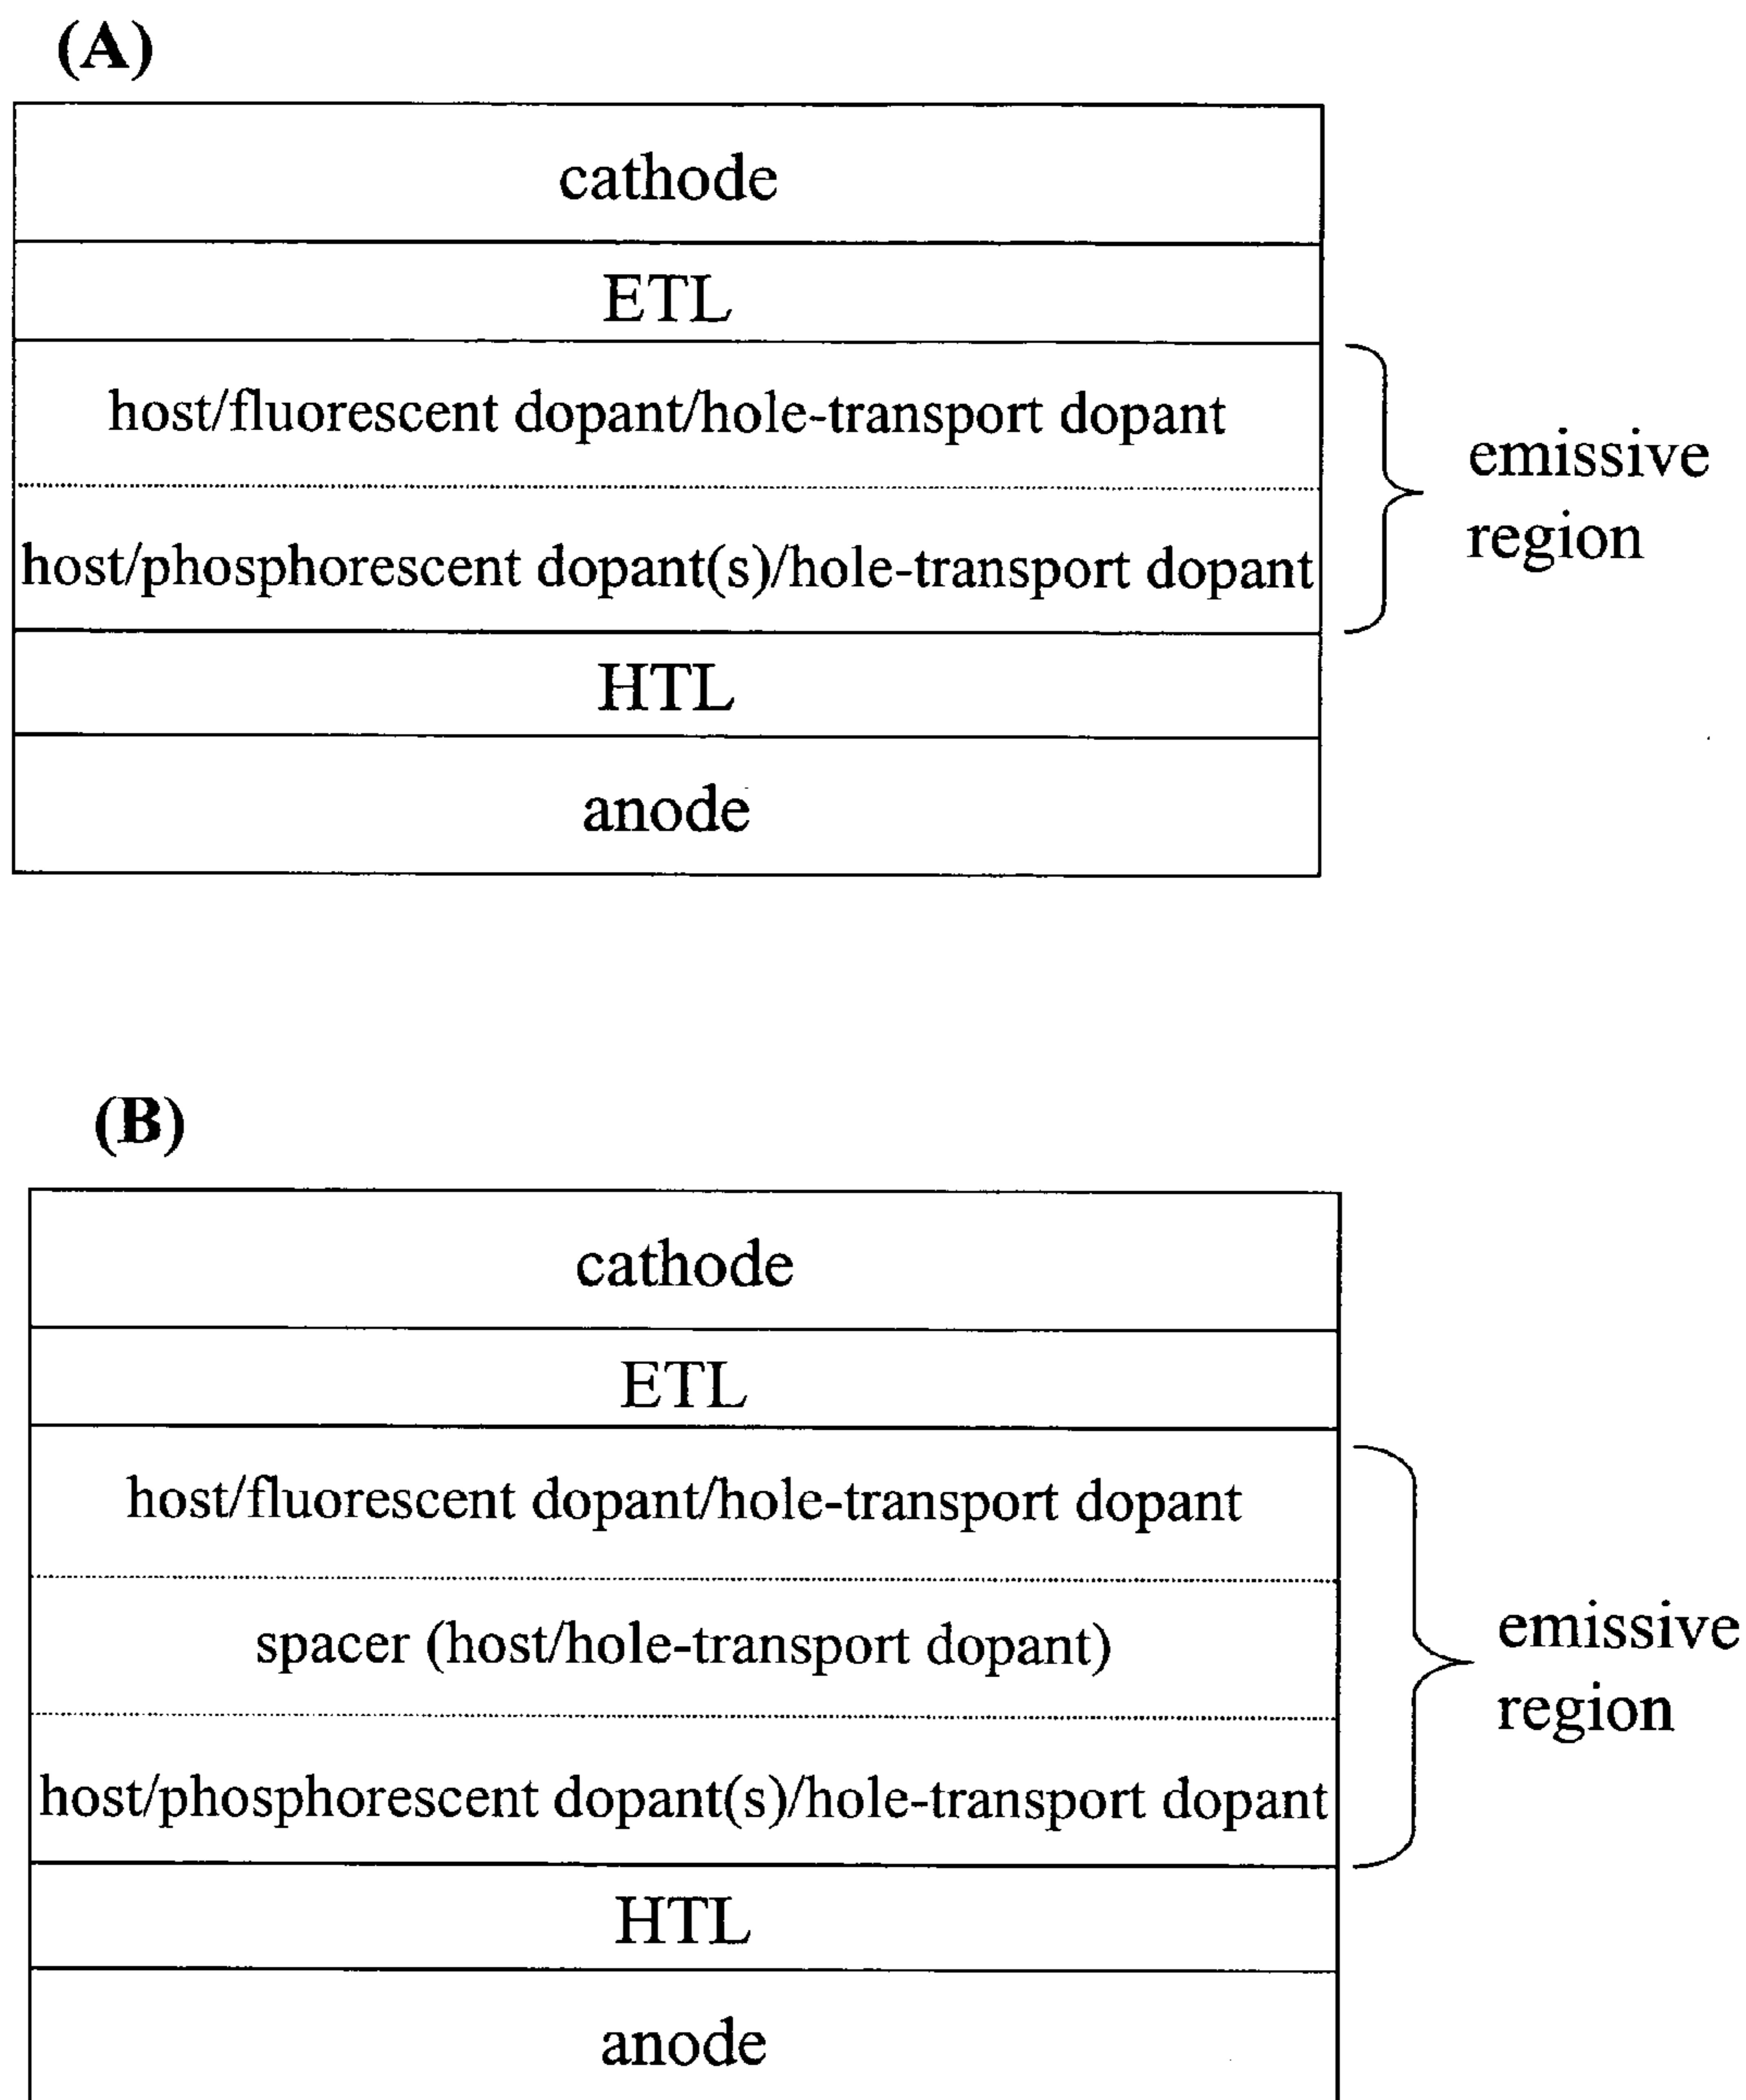 (A)
cathode
ETL
host/fluorescent dopant/hole-transport dopant
host/phosphorescent dopant(s)/hole-transport dopant
emissive
region
HTL
anode
(B)
cathode
ETL
host/fluorescent dopant/hole-transport dopant
spacer (host/hole-transport dopant)
host/phosphorescent dopant(s)/hole-transport dopant
emissive
region
HTL
anode